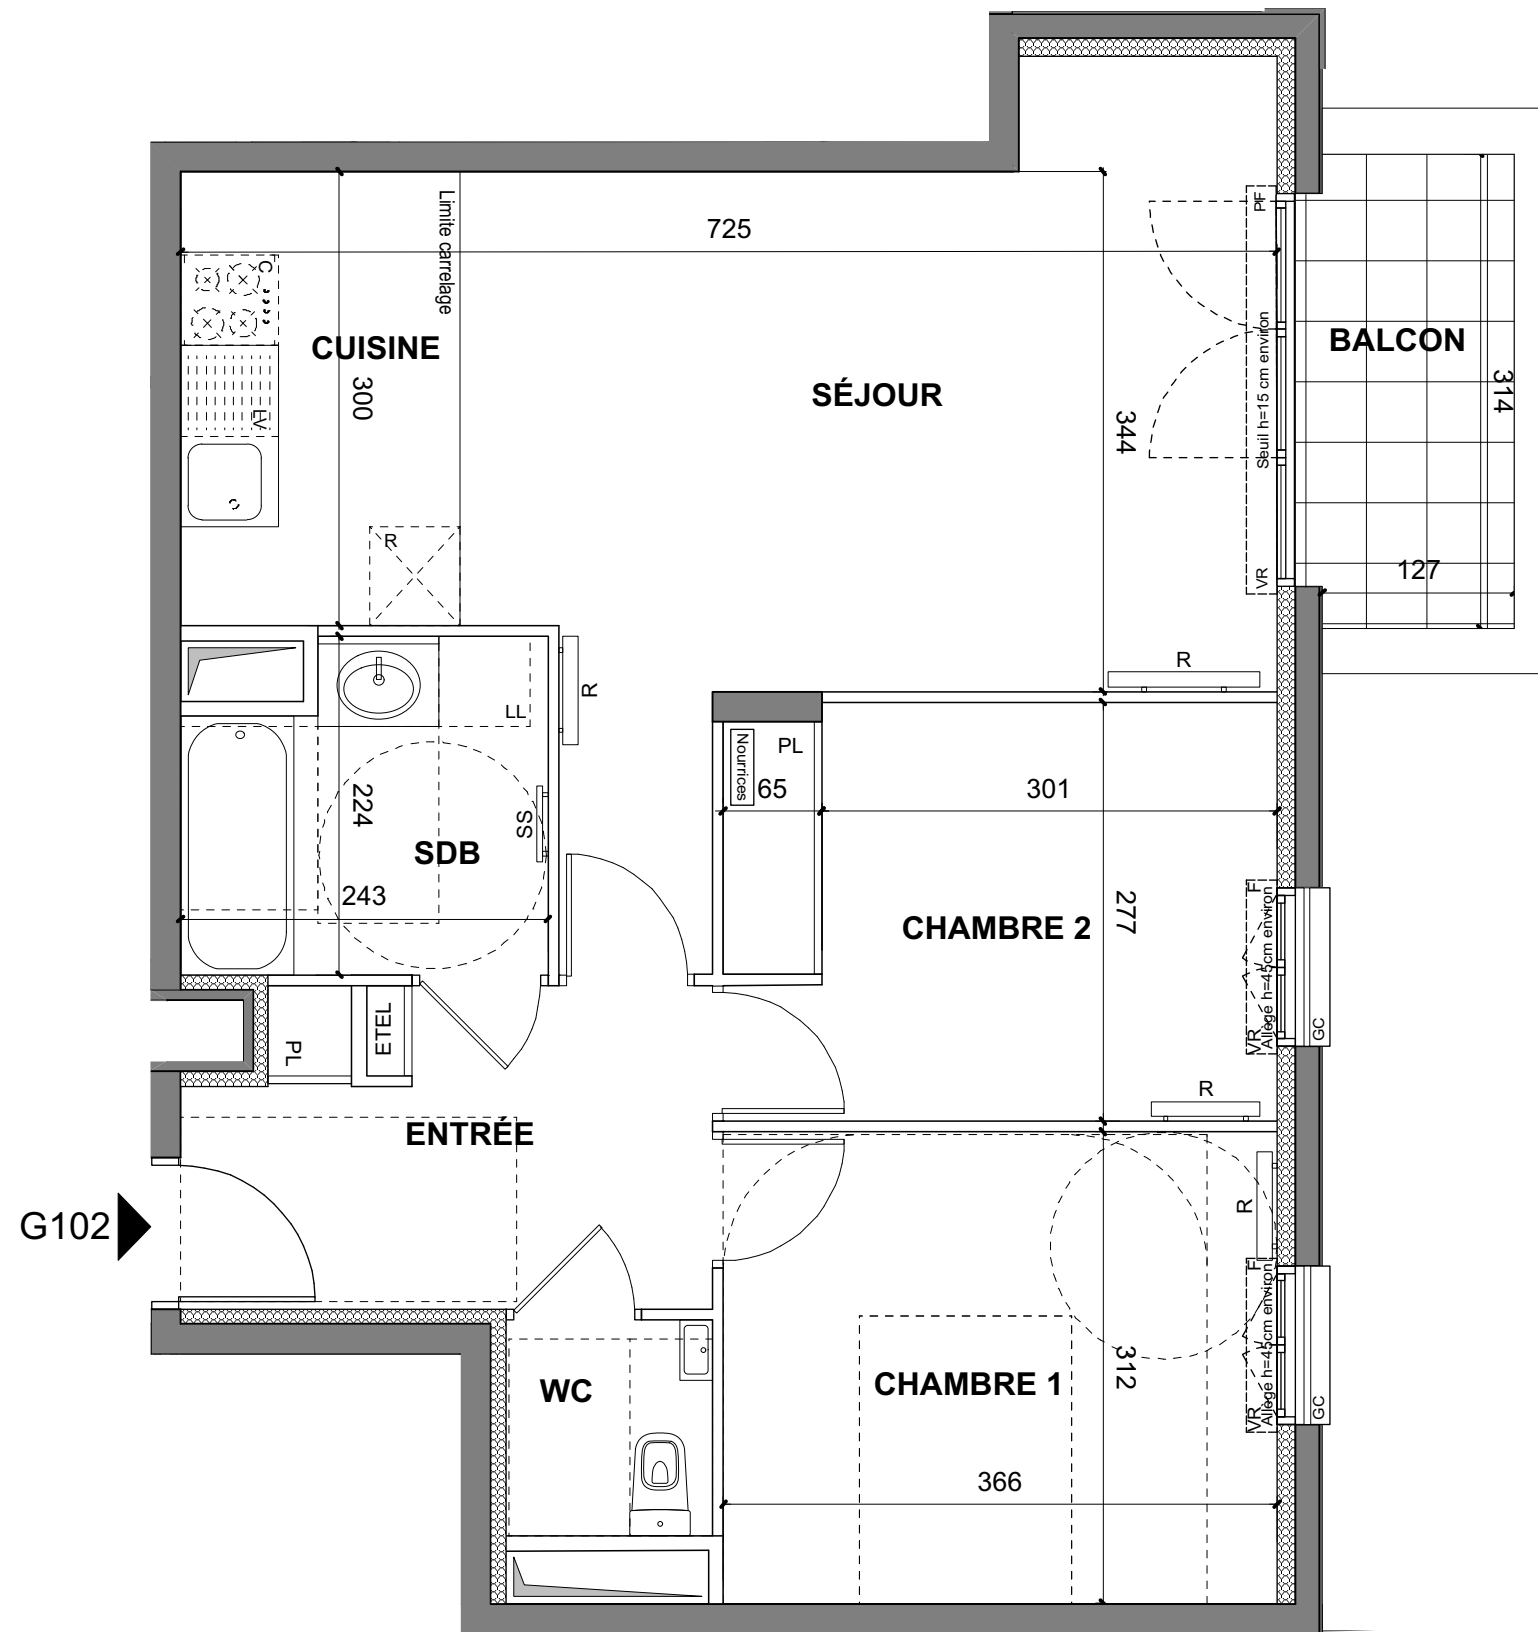 Limite carrelage
725
PF
C
CUISINE
300
LV
R
SÉJOUR
344
Seuil h=15 cm environ
VR
BALCON
314
127
R
R
LL
224
SS
SDB
243
Nourrices
PL
65
301
277
CHAMBRE 2
F
Allege h=45cm environ
VR
GC
PL
ETEL
R
ENTRÉE
G102
R
F
Allege h=45cm environ
VR
GC
WC
CHAMBRE 1
312
366